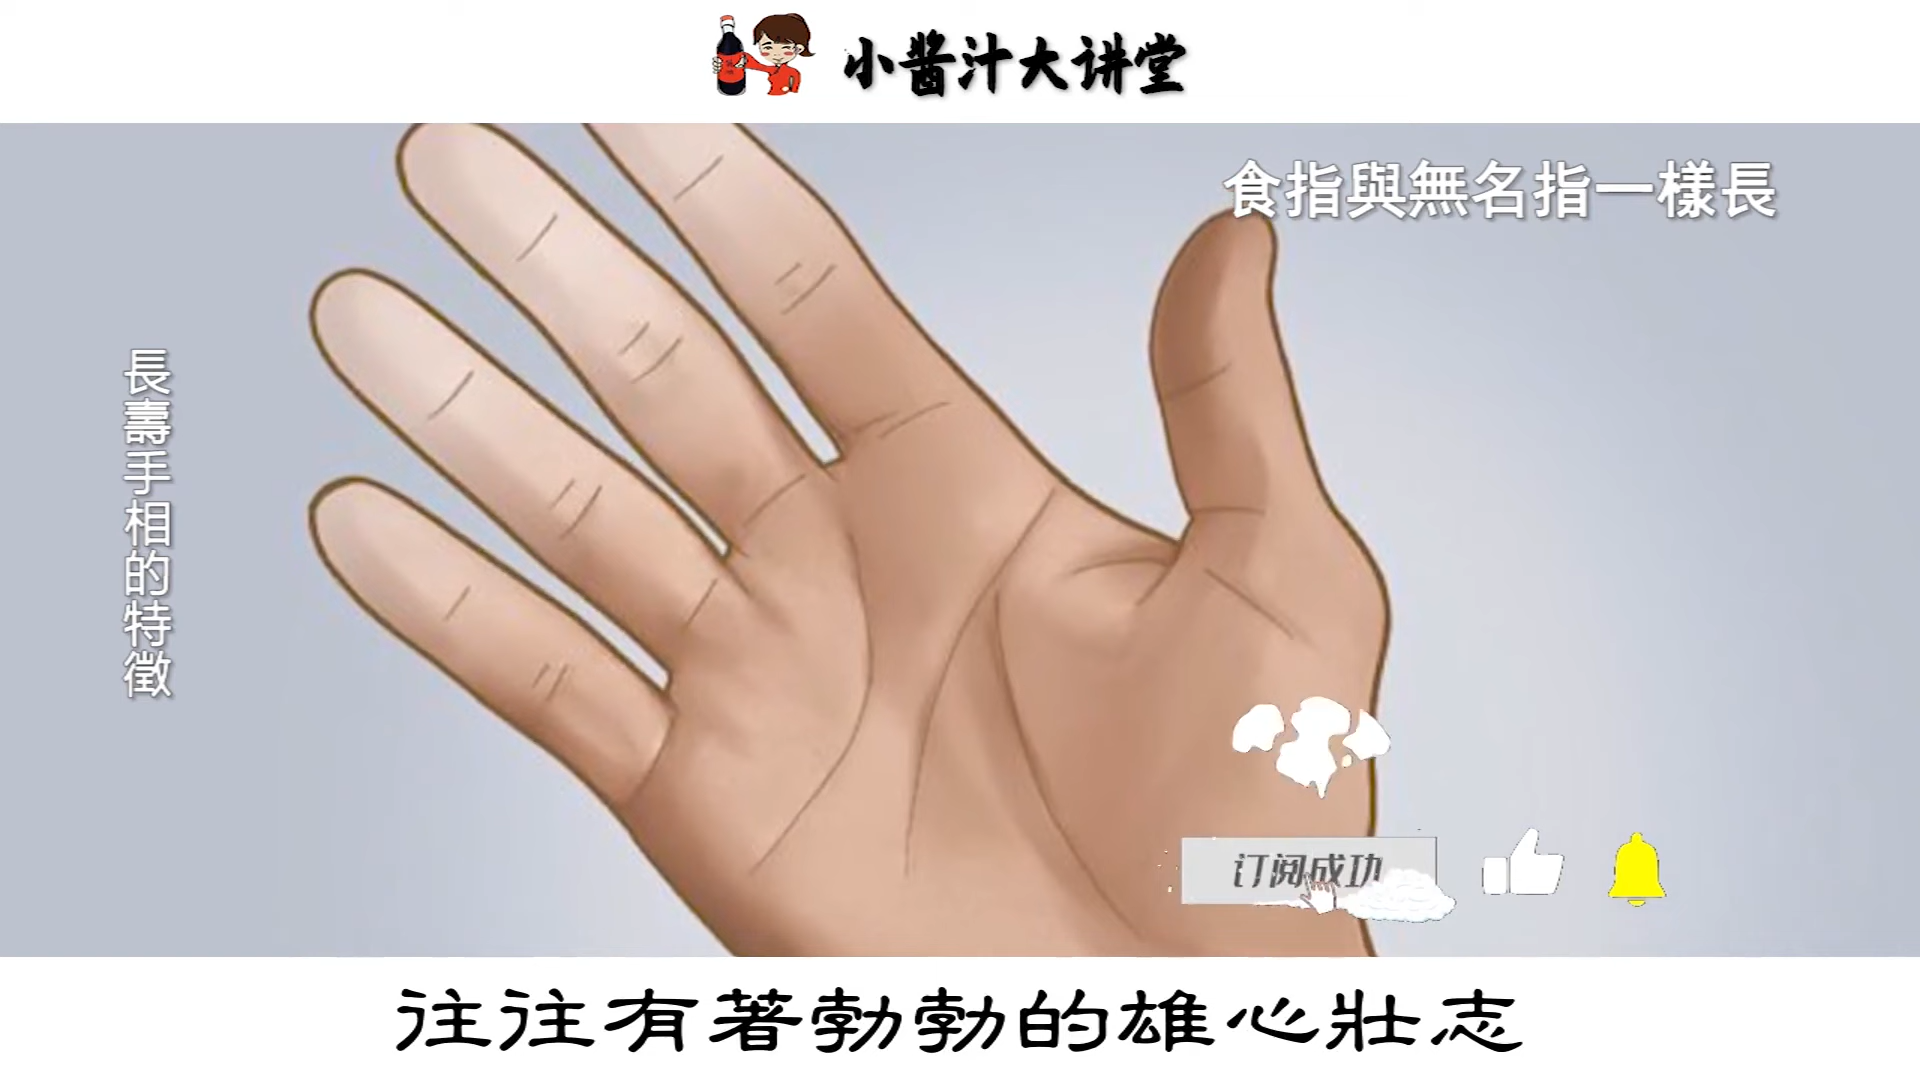 小酱汁大讲堂
食指與無名指一樣長
長壽手相的特徵
订阅成功
往往有著勃勃的雄心壯志